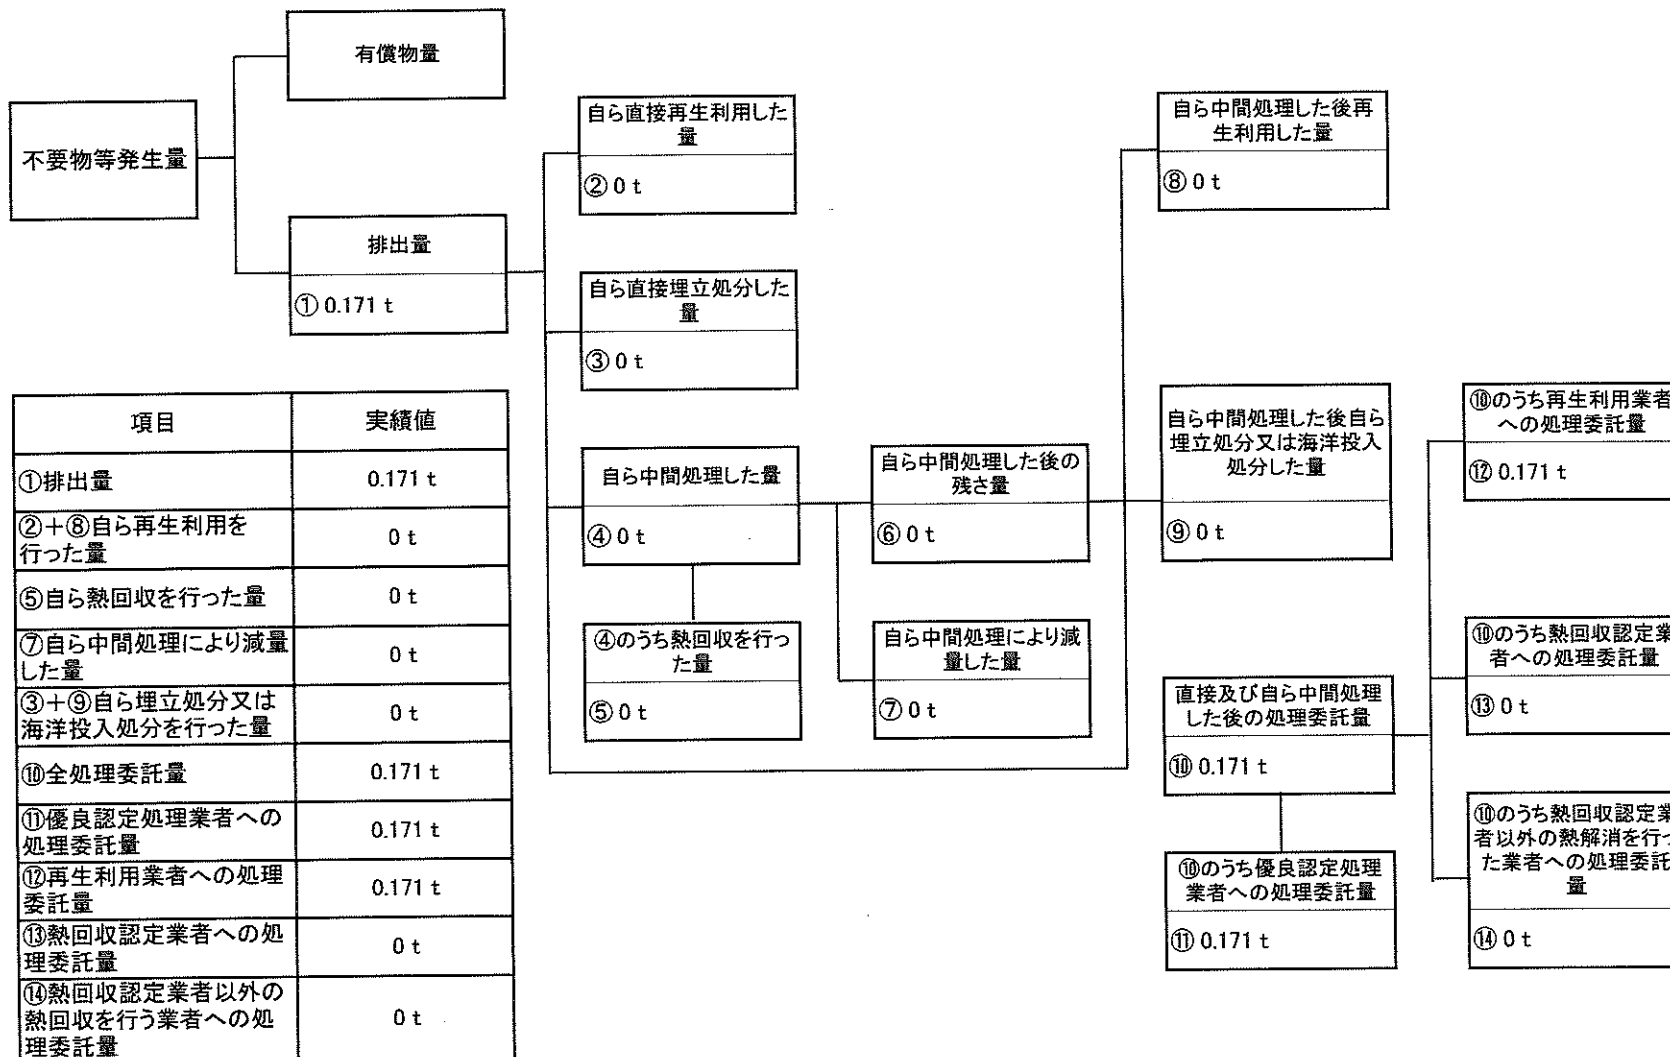 有償物量
不要物等発生量
排出量
① 0.171 t
自ら直接再生利用した
量
② 0 t
自ら直接埋立処分した
量
③ 0 t
自ら中間処理した量
④ 0 t
④のうち熱回収を行っ
た量
⑤ 0 t
自ら中間処理した後の
残さ量
⑥ 0 t
自ら中間処理により減
量した量
⑦ 0 t
自ら中間処理した後再
生利用した量
⑧ 0 t
自ら中間処理した後自ら
埋立処分又は海洋投入
処分した量
⑨ 0 t
直接及び自ら中間処理
した後の処理委託量
⑩ 0.171 t
⑩のうち優良認定処理
業者への処理委託量
⑪ 0.171 t
⑩のうち再生利用業者
への処理委託量
⑫ 0.171 t
⑩のうち熱回収認定業
者への処理委託量
⑬ 0 t
⑩のうち熱回収認定業
者以外の熱解消を行っ
た業者への処理委託
量
⑭ 0 t
項目 実績値
①排出量 0.171 t
②+⑧自ら再生利用を
行った量 0 t
⑤自ら熱回収を行った量 0 t
⑦自ら中間処理により減量
した量 0 t
③+⑨自ら埋立処分又は
海洋投入処分を行った量 0 t
⑩全処理委託量 0.171 t
⑪優良認定処理業者への
処理委託量 0.171 t
⑫再生利用業者への処理
委託量 0.171 t
⑬熱回収認定業者への処
理委託量 0 t
⑭熱回収認定業者以外の
熱回収を行う業者への処
理委託量 0 t